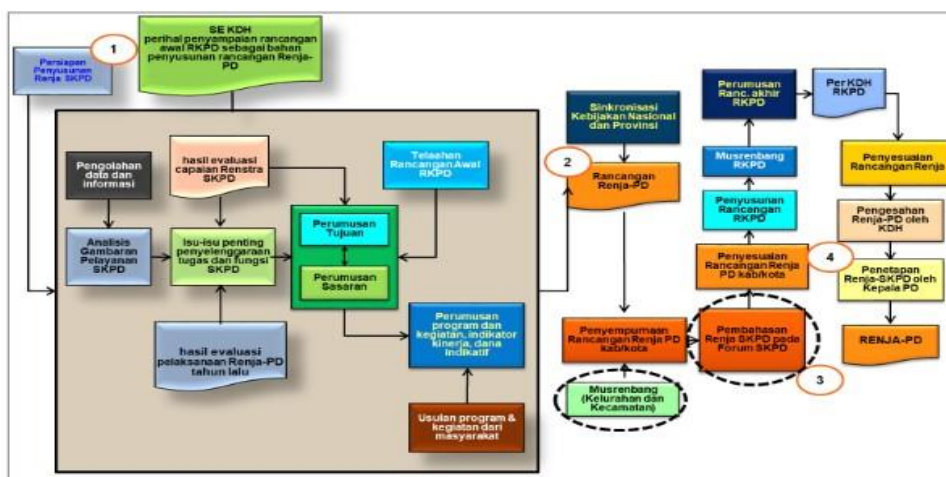 1
Persiapan
Penyusunan
Renja SKPD
SE KDH
perihal penyampaian rancangan
awal RKPD sebagai bahan
penyusunan rancangan Renja-
PD
Pengolahan
data dan
informasi
hasil evaluasi
capaian Renstra
SKPD
Telaahan
Rancangan Awal
RKPD
Analisis
Gambaran
Pelayanan
SKPD
Isu-isu penting
penyelenggaraan
tugas dan fungsi
SKPD
Perumusan
Tujuan
Perumusan
Sasaran
hasil evaluasi
pelaksanaan Renja-PD
tahun lalu
Perumusan
program dan
kegiatan, indikator
kinerja, dana
indikatif
Usulan program &
kegiatan dari
masyarakat
Sinkronisasi
Kebijakan Nasional
dan Provinsi
2
Rancangan
Renja-PD
Penyempurnaan
Rancangan Renja PD
kab/kota
Musrenbang
(Kelurahan dan
Kecamatan)
Perumusan
Ranc. akhir
RKPD
Musrenbang
RKPD
Penyusunan
Rancangan
RKPD
Penyesuaian
Rancangan Renja
PD kab/kota
4
Pembahasan
Renja SKPD pada
Forum SKPD
3
Per KDH
RKPD
Penyesuaian
Rancangan Renja
Pengesahan
Renja-PD oleh
KDH
Penetapan
Renja-SKPD oleh
Kepala PD
RENJA-PD